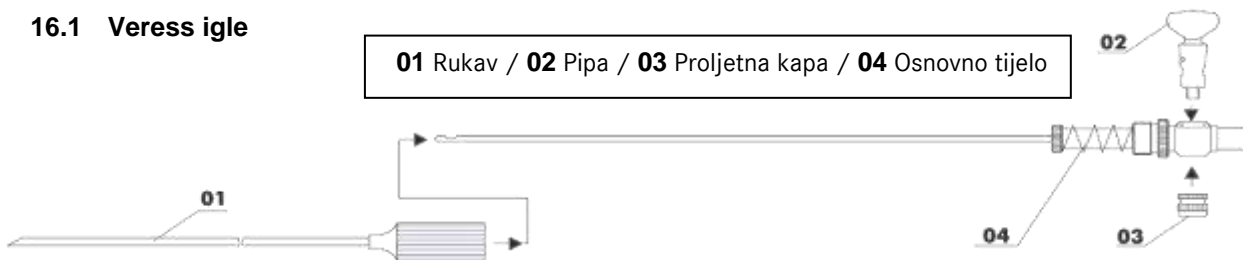 16.1 Veress igle
01 Rukav / 02 Pipa / 03 Proljetna kapa / 04 Osnovno tijelo
02
01
04
03